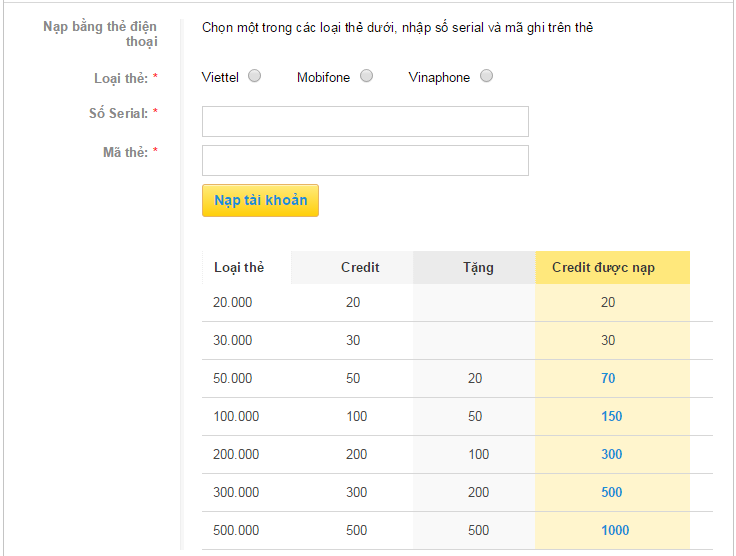 Nạp bằng thẻ điện
thoại
Chọn một trong các loại thẻ dưới, nhập số serial và mã ghi trên thẻ
Loại thẻ: * Viettel Mobifone Vinaphone
Số Serial: *
Mã thẻ: *
Nạp tài khoản
Loại thẻ Credit Tặng Credit được nạp
20.000 20 20
30.000 30 30
50.000 50 20 70
100.000 100 50 150
200.000 200 100 300
300.000 300 200 500
500.000 500 500 1000